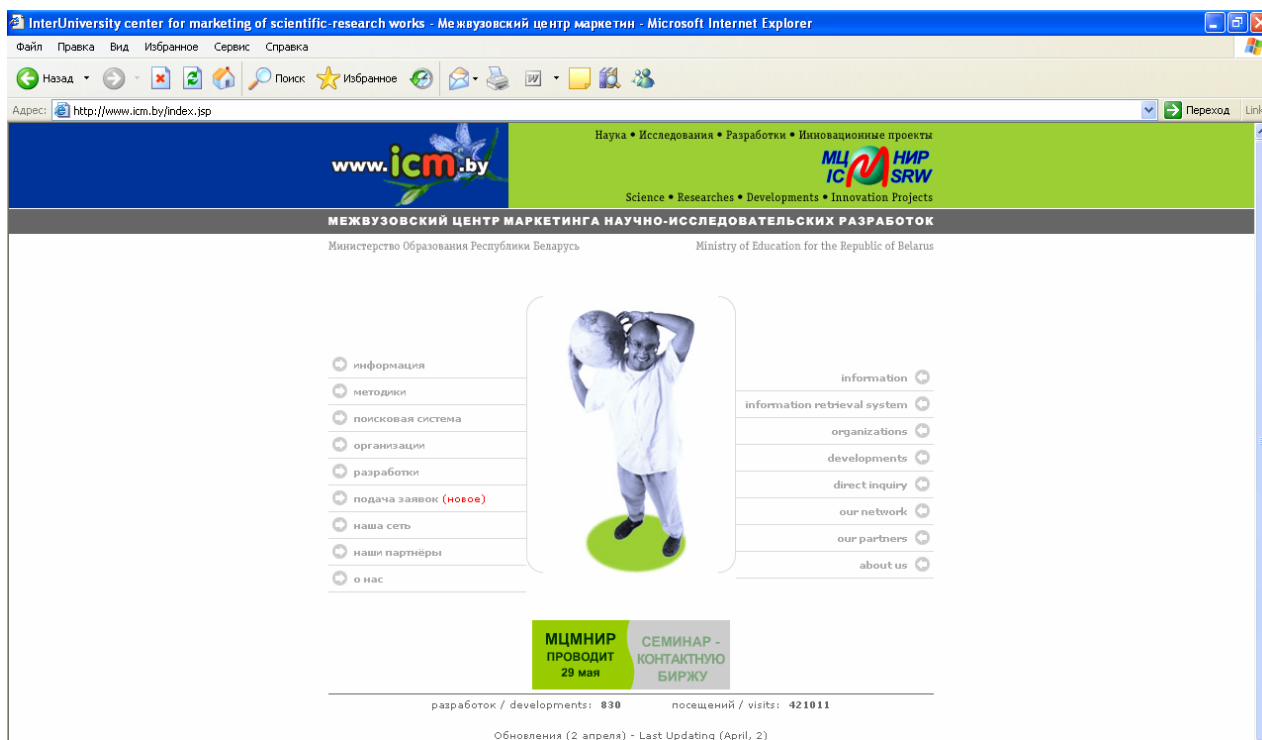 InterUniversity center for marketing of scientific-research works - Межвузовский центр маркетин - Microsoft Internet Explorer
Файл Правка Вид Избранное Сервис Справка
Назад Поиск Избранное
Адрес: http://www.icm.by/index.jsp Переход Link
www.icm.by
Наука • Исследования • Разработки • Инновационные проекты
МЦ НИР
IC SRW
Science • Researches • Developments • Innovation Projects
МЕЖВУЗОВСКИЙ ЦЕНТР МАРКЕТИНГА НАУЧНО-ИССЛЕДОВАТЕЛЬСКИХ РАЗРАБОТОК
Министерство Образования Республики Беларусь Ministry of Education for the Republic of Belarus
информация
методики
поисковая система
организации
разработки
подача заявок (новое)
наша сеть
наши партнёры
о нас
information
information retrieval system
organizations
developments
direct inquiry
our network
our partners
about us
МЦМНИР
ПРОВОДИТ
29 мая
СЕМИНАР -
КОНТАКТНУЮ
БИРЖУ
разработок / developments: 830 посещений / visits: 421011
Обновления (2 апреля) - Last Updating (April, 2)